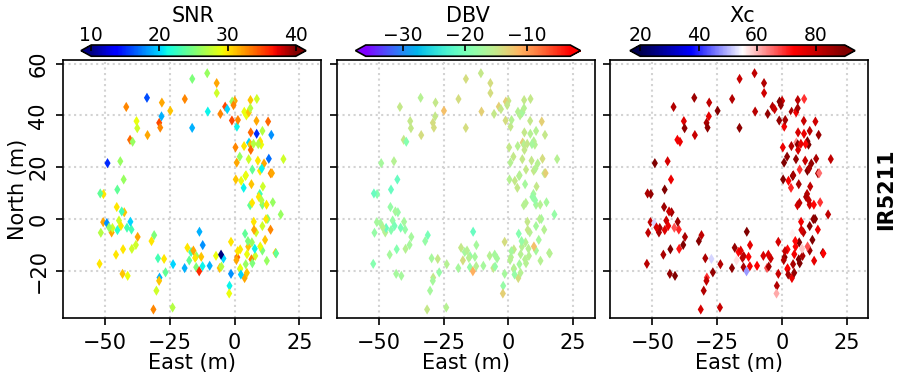 SNR DBV Xc
10 20 30 40 −30 −20 −10 20 40 60 80
60
40
20
0
−20
North (m)
−50 −25 0 25 −50 −25 0 25 −50 −25 0 25
East (m) East (m) East (m)
IR5211